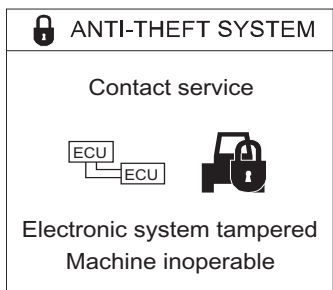 ANTI-THEFT SYSTEM
Contact service
ECU
ECU
Electronic system tampered
Machine inoperable